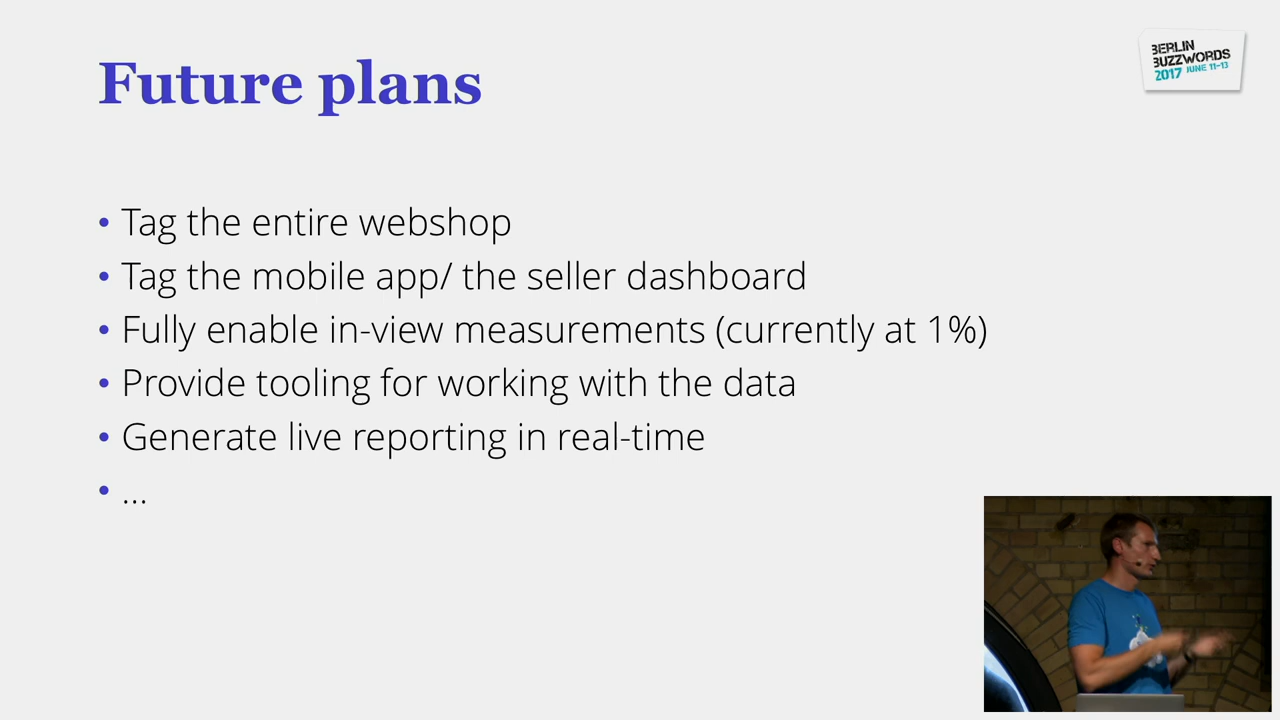 Future plans
BERLIN
BUZZWORDS
2017 JUNE 11-13
• Tag the entire webshop
• Tag the mobile app/ the seller dashboard
• Fully enable in-view measurements (currently at 1%)
• Provide tooling for working with the data
• Generate live reporting in real-time
• ...